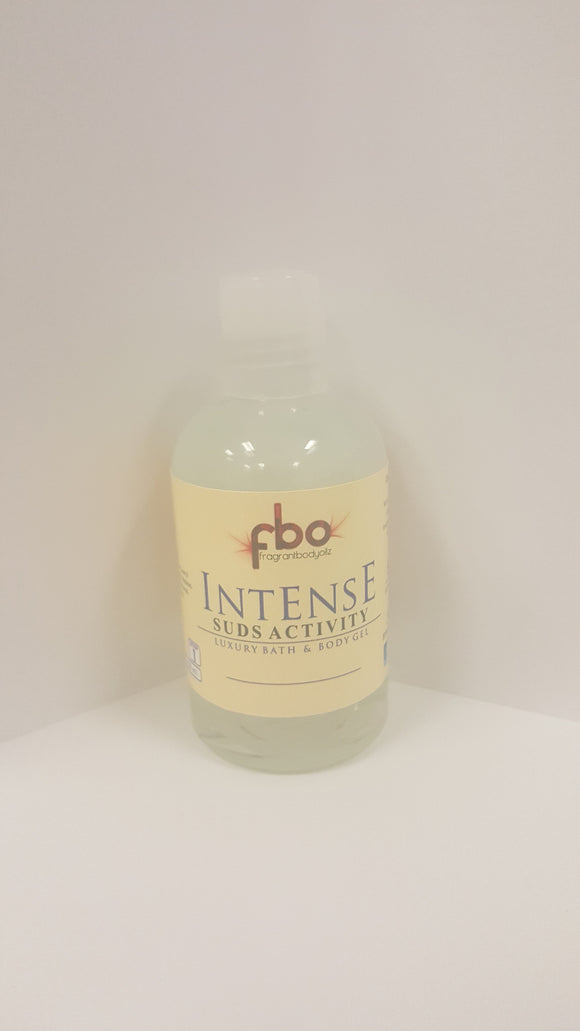 fbo
fragrantbodyoilz
INTENSE
SUDS ACTIVITY
LUXURY BATH & BODY GEL